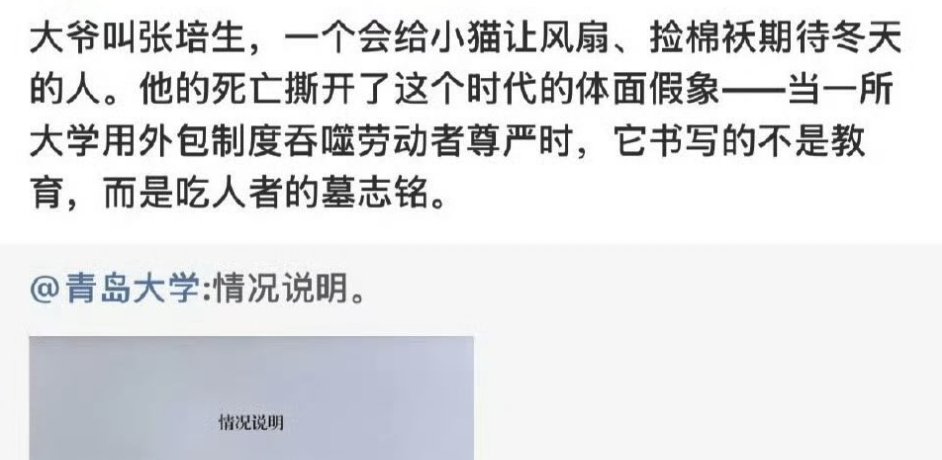 大爷叫张培生，一个会给小猫让风扇、捡棉袄期待冬天
的人。他的死亡撕开了这个时代的体面假象——当一所
大学用外包制度吞噬劳动者尊严时，它书写的不是教
育，而是吃人者的墓志铭。
@青岛大学:情况说明。
情况说明